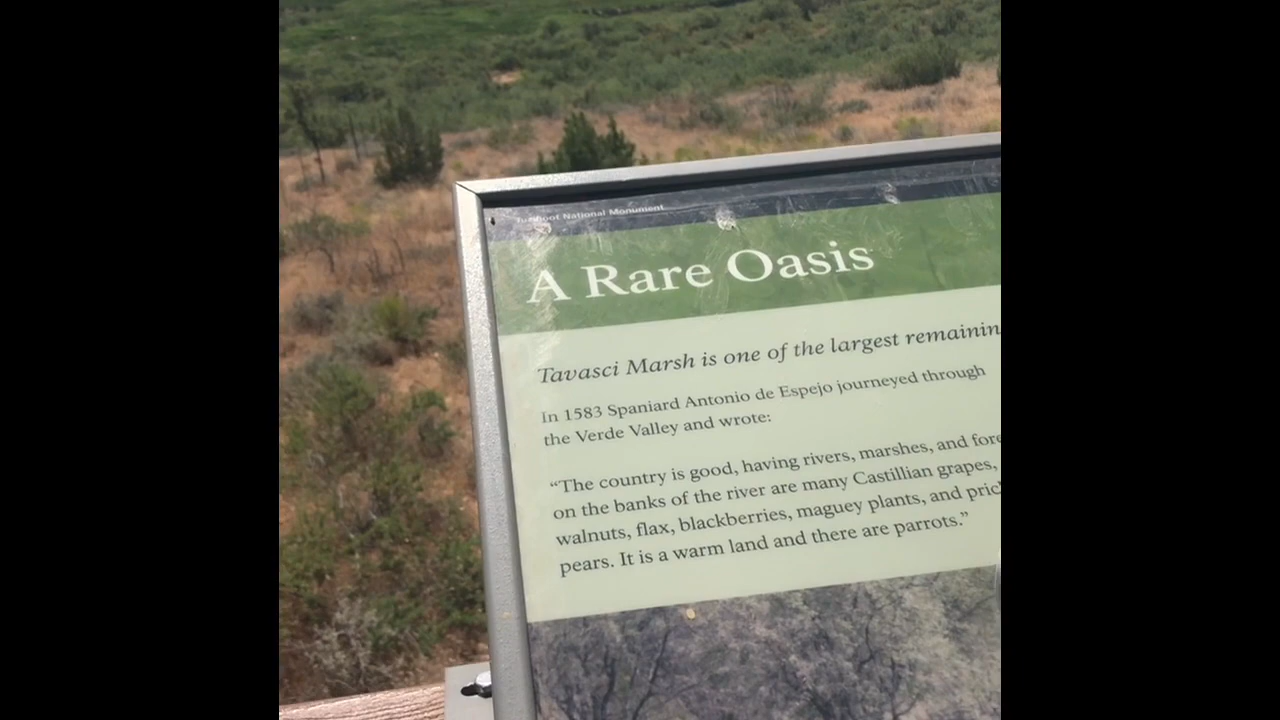 Tuzigoot National Monument
A Rare Oasis
Tavasci Marsh is one of the largest remainin
In 1583 Spaniard Antonio de Espejo journeyed through
the Verde Valley and wrote:
“The country is good, having rivers, marshes, and fore
on the banks of the river are many Castillian grapes,
walnuts, flax, blackberries, maguey plants, and pric
pears. It is a warm land and there are parrots.”